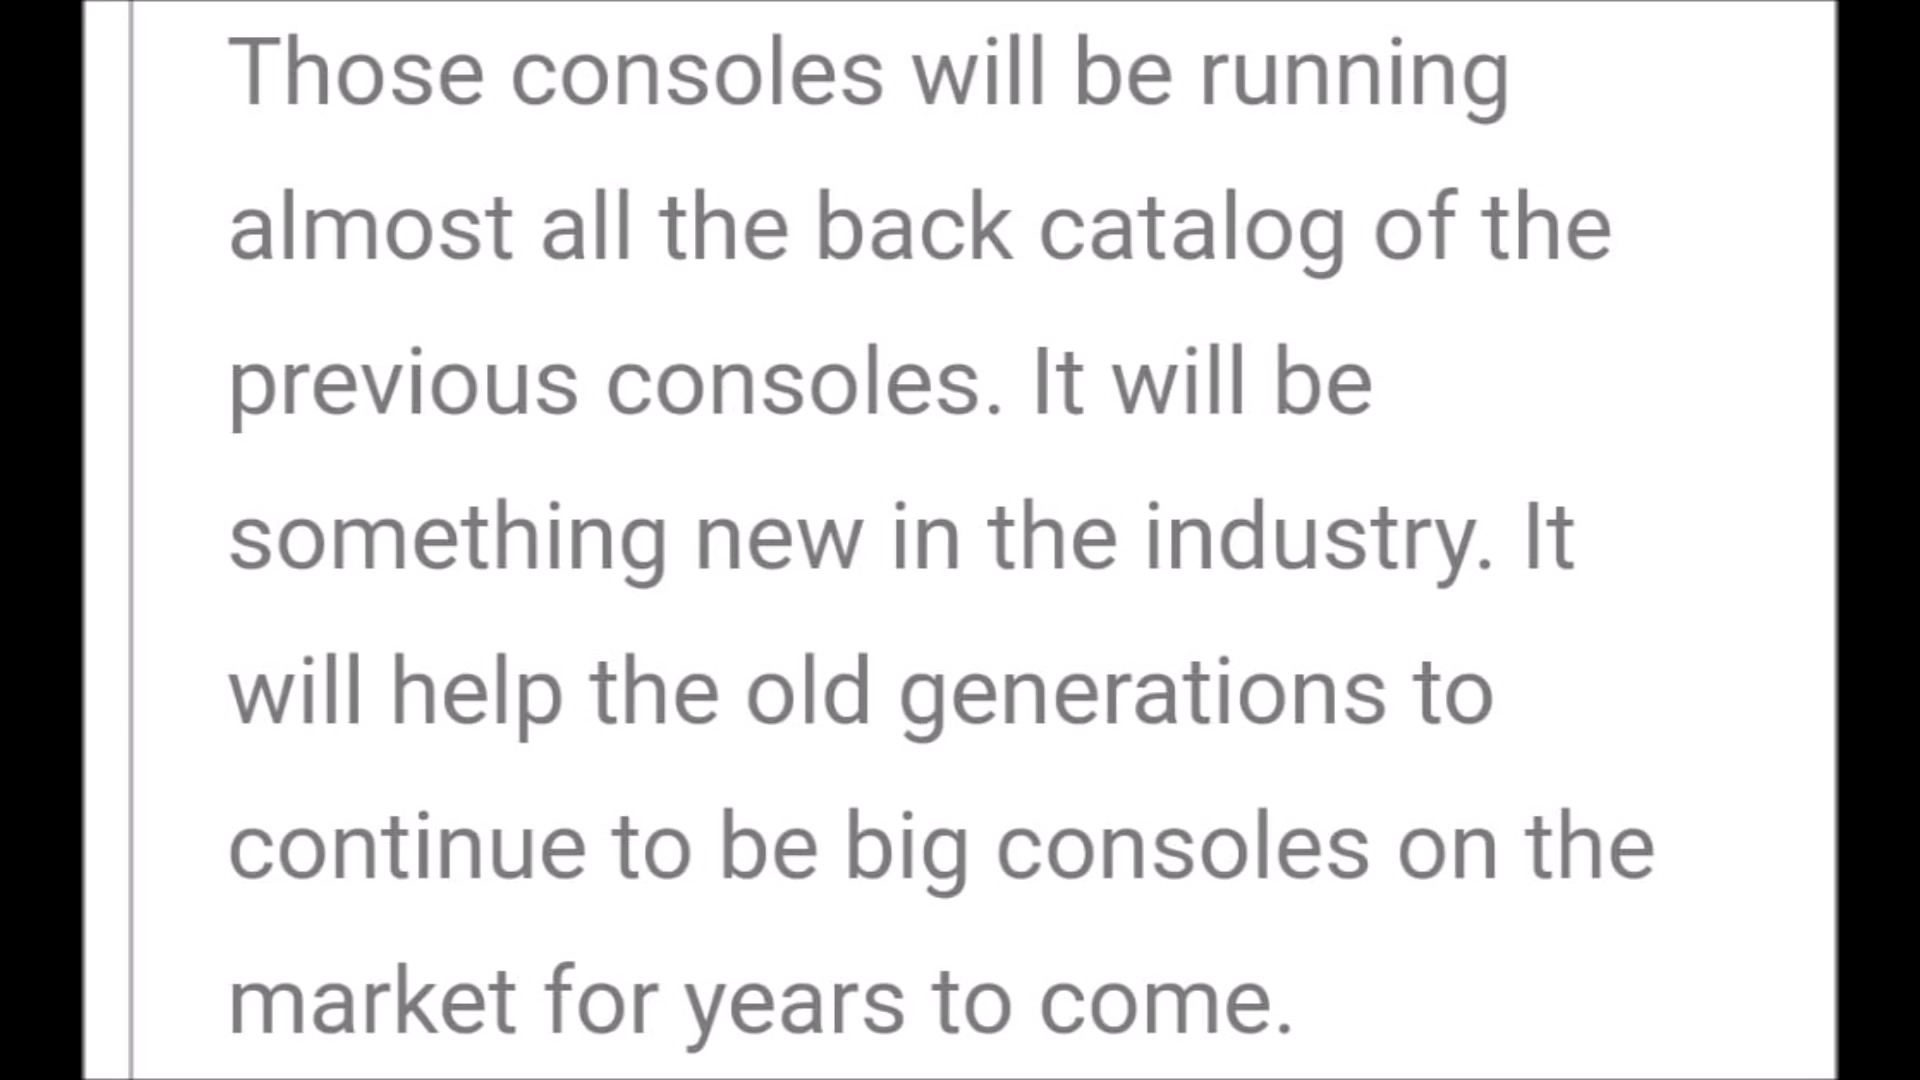 Those consoles will be running
almost all the back catalog of the
previous consoles. It will be
something new in the industry. It
will help the old generations to
continue to be big consoles on the
market for years to come.